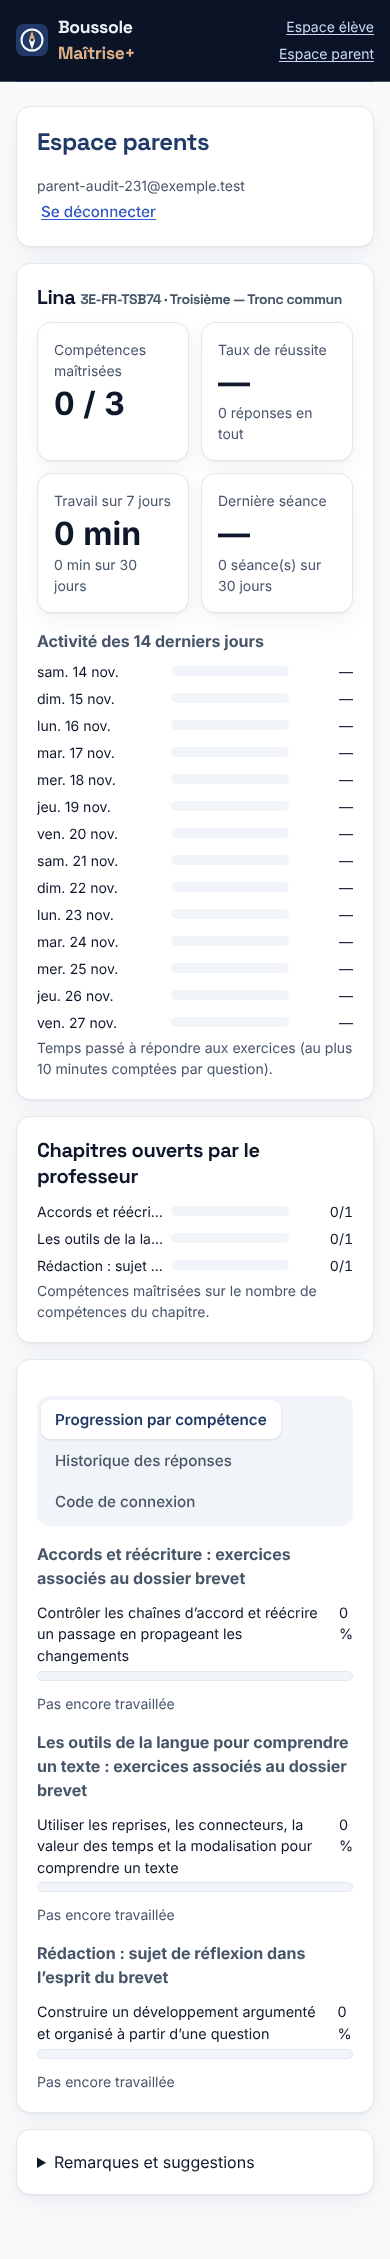 Boussole
Maîtrise+
Espace élève
Espace parent
Espace parents
parent-audit-231@exemple.test
Se déconnecter
Lina 3E-FR-TSB74 · Troisième — Tronc commun
Compétences
maîtrisées
0 / 3
Taux de réussite
—
0 réponses en
tout
Travail sur 7 jours
0 min
0 min sur 30
jours
Dernière séance
—
0 séance(s) sur
30 jours
Activité des 14 derniers jours
sam. 14 nov. —
dim. 15 nov. —
lun. 16 nov. —
mar. 17 nov. —
mer. 18 nov. —
jeu. 19 nov. —
ven. 20 nov. —
sam. 21 nov. —
dim. 22 nov. —
lun. 23 nov. —
mar. 24 nov. —
mer. 25 nov. —
jeu. 26 nov. —
ven. 27 nov. —
Temps passé à répondre aux exercices (au plus
10 minutes comptées par question).
Chapitres ouverts par le
professeur
Accords et réécri... 0/1
Les outils de la la... 0/1
Rédaction : sujet ... 0/1
Compétences maîtrisées sur le nombre de
compétences du chapitre.
Progression par compétence
Historique des réponses
Code de connexion
Accords et réécriture : exercices
associés au dossier brevet
Contrôler les chaînes d’accord et réécrire 0
un passage en propageant les %
changements
Pas encore travaillée
Les outils de la langue pour comprendre
un texte : exercices associés au dossier
brevet
Utiliser les reprises, les connecteurs, la 0
valeur des temps et la modalisation pour %
comprendre un texte
Pas encore travaillée
Rédaction : sujet de réflexion dans
l’esprit du brevet
Construire un développement argumenté 0
et organisé à partir d’une question %
Pas encore travaillée
Remarques et suggestions